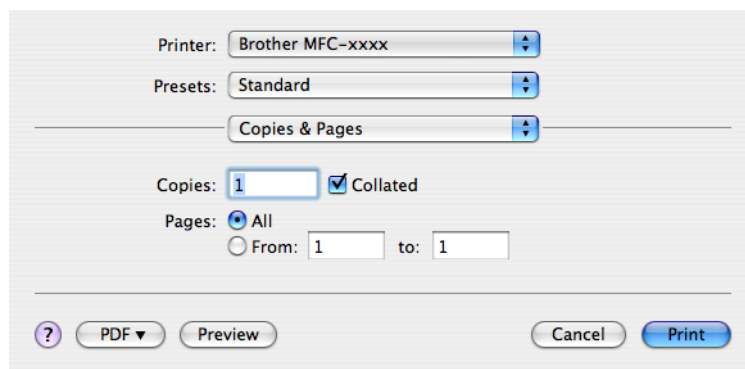 Printer: Brother MFC-xxxx
Presets: Standard
Copies & Pages
Copies: 1 Collated
Pages: All
From: 1 to: 1
? PDF ▼ Preview Cancel Print